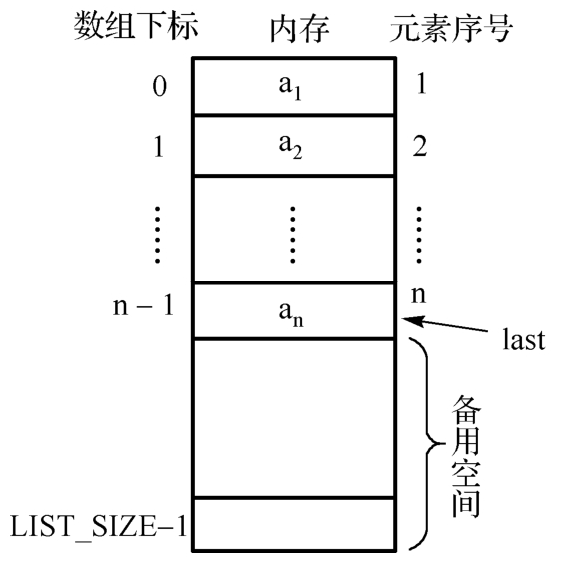 数组下标 内存 元素序号
0 a1 1
1 a2 2
n-1 an n
last
备用空间
LIST_SIZE-1